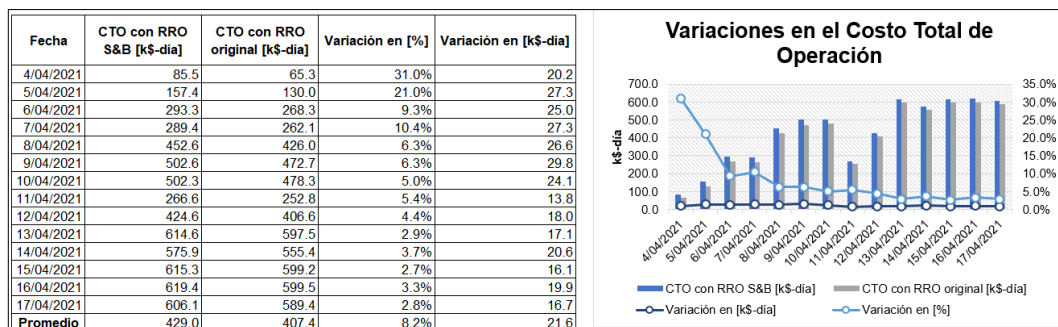 Fecha CTO con RRO S&B [k$-día] CTO con RRO original [k$-día] Variación en [%] Variación en [k$-día]
4/04/2021 85.5 65.3 31.0% 20.2
5/04/2021 157.4 130.0 21.0% 27.3
6/04/2021 293.3 268.3 9.3% 25.0
7/04/2021 289.4 262.1 10.4% 27.3
8/04/2021 452.6 426.0 6.3% 26.6
9/04/2021 502.6 472.7 6.3% 29.8
10/04/2021 502.3 478.3 5.0% 24.1
11/04/2021 266.6 252.8 5.4% 13.8
12/04/2021 424.6 406.6 4.4% 18.0
13/04/2021 614.6 597.5 2.9% 17.1
14/04/2021 575.9 555.4 3.7% 20.6
15/04/2021 615.3 599.2 2.7% 16.1
16/04/2021 619.4 599.5 3.3% 19.9
17/04/2021 606.1 589.4 2.8% 16.7
Promedio 429.0 407.4 8.2% 21.6
Variaciones en el Costo Total de
Operación
700.0 35.0%
600.0 30.0%
500.0 25.0%
400.0 20.0%
300.0 15.0%
200.0 10.0%
100.0 5.0%
0.0 0.0%
k$-día
4/04/2021 5/04/2021 6/04/2021 7/04/2021 8/04/2021 9/04/2021 10/04/2021 11/04/2021 12/04/2021 13/04/2021 14/04/2021 15/04/2021 16/04/2021 17/04/2021
CTO con RRO S&B [k$-día] CTO con RRO original [k$-día]
Variación en [k$-día] Variación en [%]